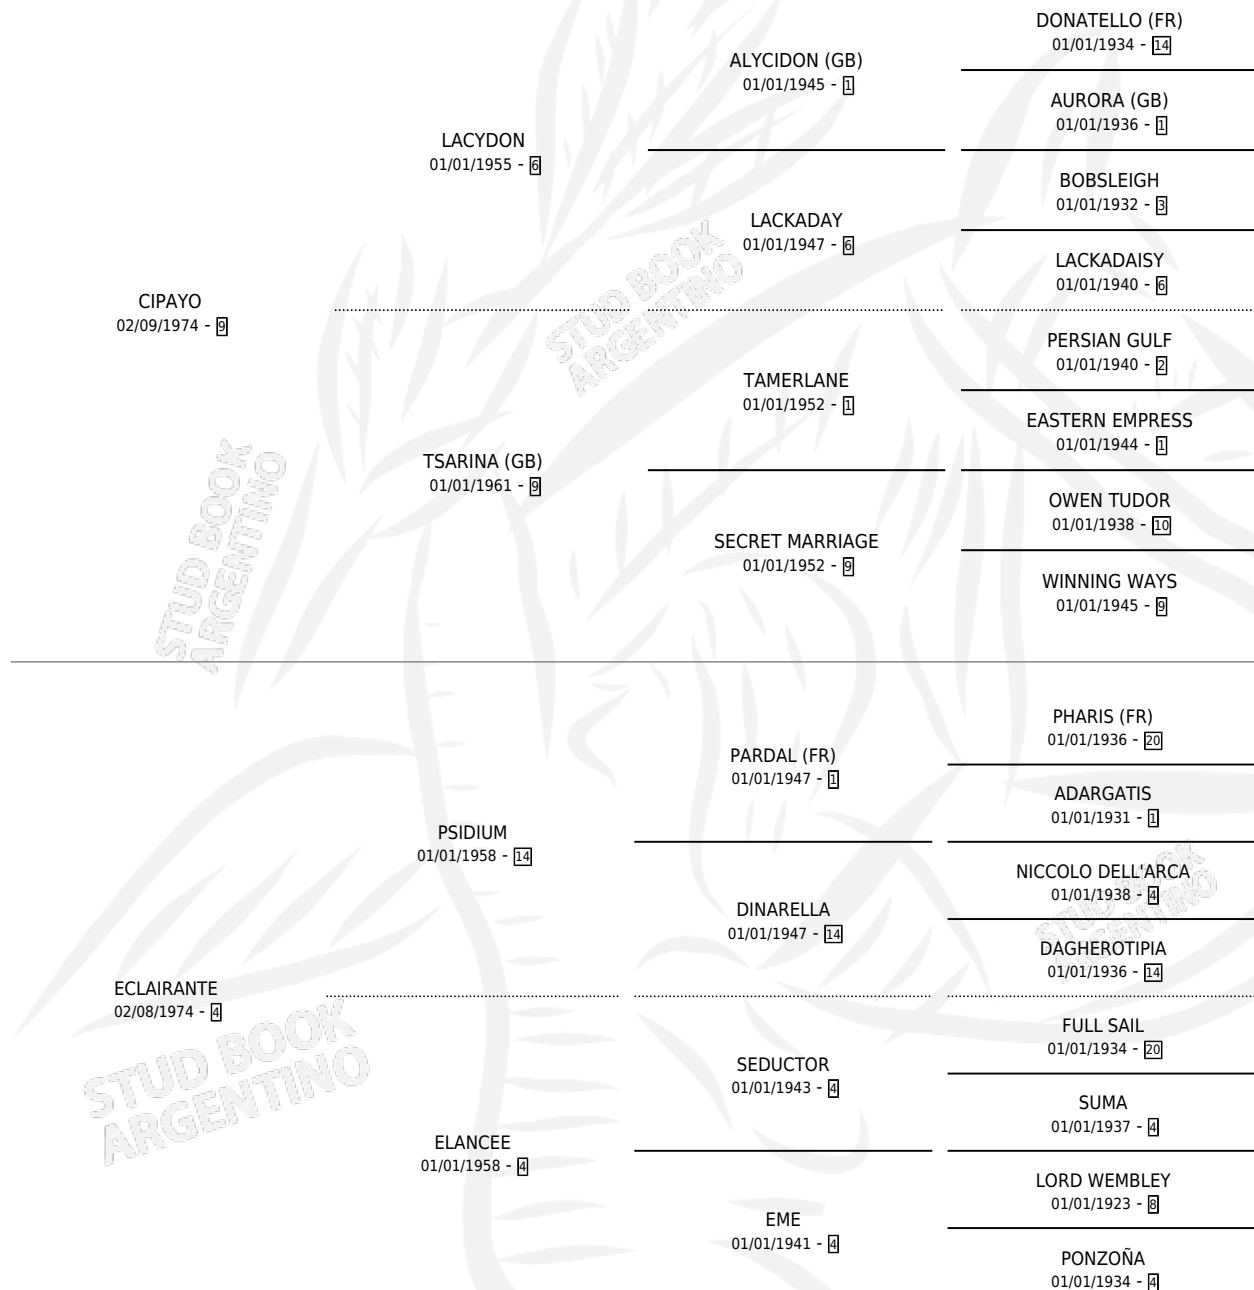 DONATELLO (FR)
01/01/1934 - 14
ALYCIDON (GB)
01/01/1945 - 1
AURORA (GB)
01/01/1936 - 1
LACYDON
01/01/1955 - 6
BOBSLEIGH
01/01/1932 - 3
LACKADAY
01/01/1947 - 6
LACKADAISY
01/01/1940 - 6
CIPAYO
02/09/1974 - 9
PERSIAN GULF
01/01/1940 - 2
TAMERLANE
01/01/1952 - 1
EASTERN EMPRESS
01/01/1944 - 1
TSARINA (GB)
01/01/1961 - 9
OWEN TUDOR
01/01/1938 - 10
SECRET MARRIAGE
01/01/1952 - 9
WINNING WAYS
01/01/1945 - 9
STUD BOOK
ARGENTINO
STUD BOOK
ARGENTINO
PHARIS (FR)
01/01/1936 - 20
PARDAL (FR)
01/01/1947 - 1
ADARGATIS
01/01/1931 - 1
PSIDIUM
01/01/1958 - 14
NICCOLO DELL'ARCA
01/01/1938 - 4
DINARELLA
01/01/1947 - 14
DAGHEROTIPIA
01/01/1936 - 14
ECLAIRANTE
02/08/1974 - 4
FULL SAIL
01/01/1934 - 20
SEDUCTOR
01/01/1943 - 4
SUMA
01/01/1937 - 4
ELANCEE
01/01/1958 - 4
LORD WEMBLEY
01/01/1923 - 8
EME
01/01/1941 - 4
PONZOÑA
01/01/1934 - 4
STUD BOOK
ARGENTINO
STUD BOOK
ARGENTINO